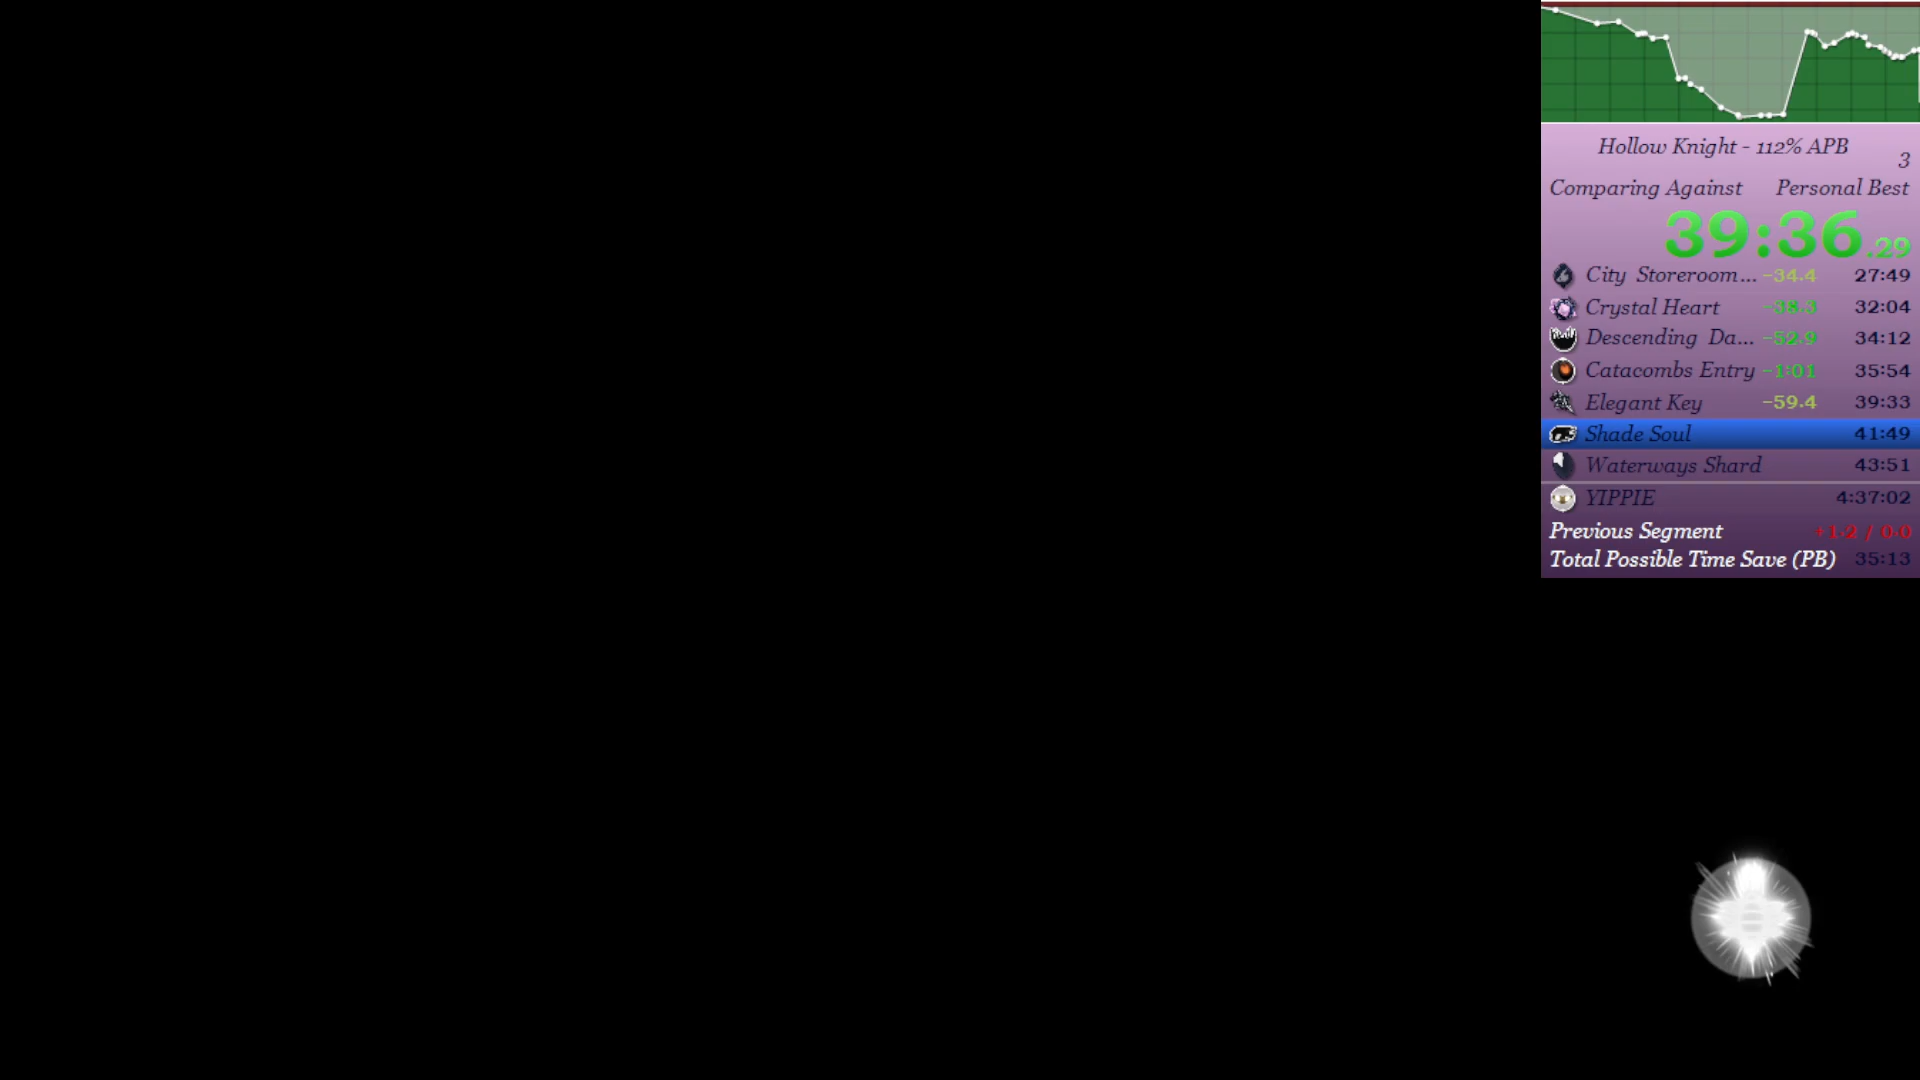 Hollow Knight - 112% APB
3
Comparing Against Personal Best
39:36.29
City Storeroom... -34.4 27:49
Crystal Heart -38.3 32:04
Descending Da... -52.9 34:12
Catacombs Entry -1:01 35:54
Elegant Key -59.4 39:33
Shade Soul 41:49
Waterways Shard 43:51
YIPPIE 4:37:02
Previous Segment +1.2 / 0.0
Total Possible Time Save (PB) 35:13